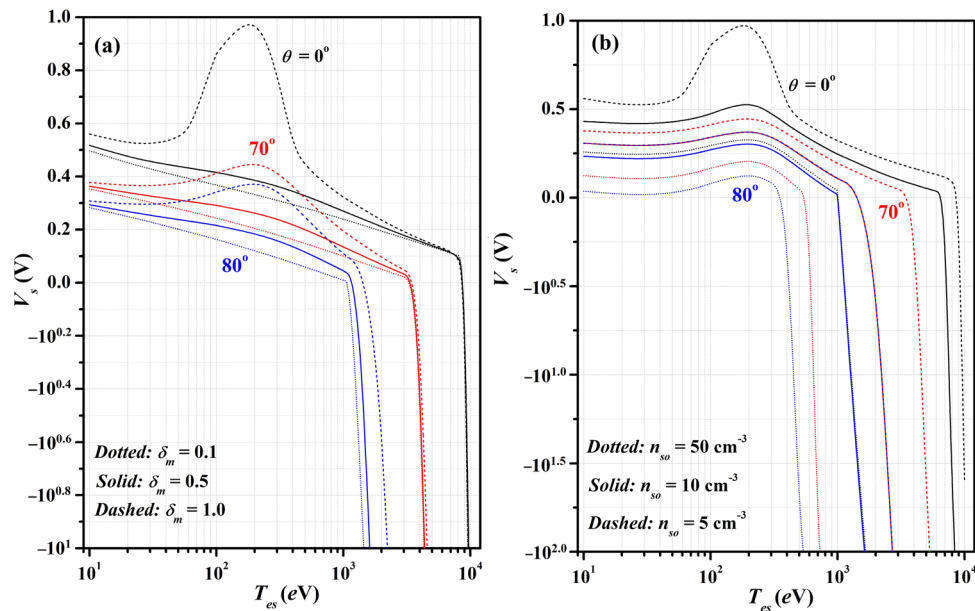 (a)
θ = 0°
70°
80°
1.0
0.8
0.6
0.4
0.2
0.0
−10^0.2
−10^0.4
−10^0.6
−10^0.8
−10^1
V_s (V)
Dotted: δ_m = 0.1
Solid: δ_m = 0.5
Dashed: δ_m = 1.0
10^1 10^2 10^3 10^4
T_es (eV)
(b)
θ = 0°
80°
70°
1.0
0.5
0.0
−10^0.5
−10^1.0
−10^1.5
−10^2.0
V_s (V)
Dotted: n_so = 50 cm^-3
Solid: n_so = 10 cm^-3
Dashed: n_so = 5 cm^-3
10^1 10^2 10^3 10^4
T_es (eV)